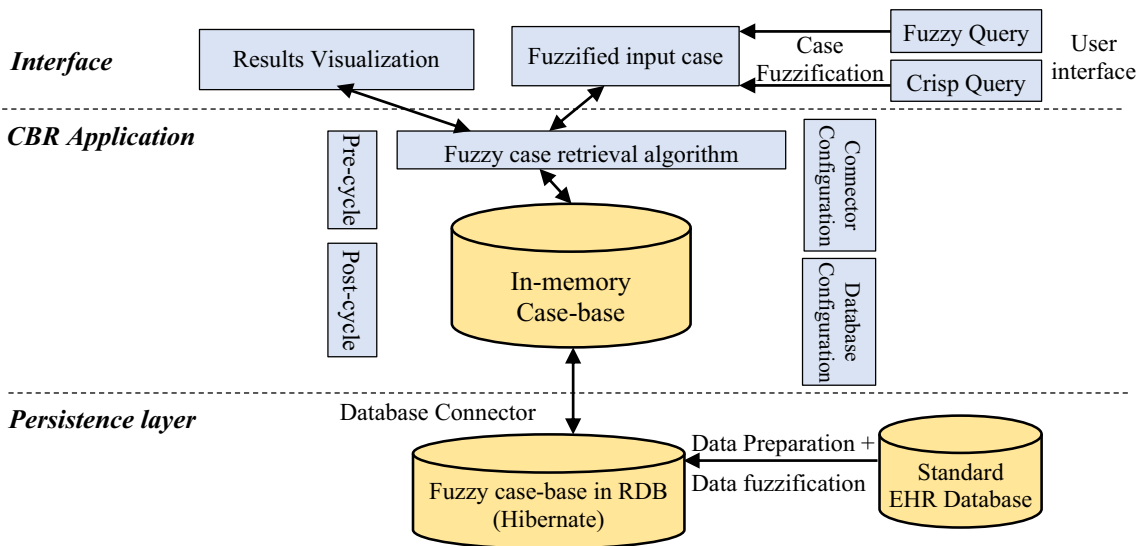 Interface
Results Visualization
Fuzzified input case
Case
Fuzzification
Fuzzy Query
Crisp Query
User
interface
CBR Application
Pre-cycle
Post-cycle
Fuzzy case retrieval algorithm
Connector
Configuration
In-memory
Case-base
Database
Configuration
Persistence layer
Database Connector
Fuzzy case-base in RDB
(Hibernate)
Data Preparation +
Data fuzzification
Standard
EHR Database